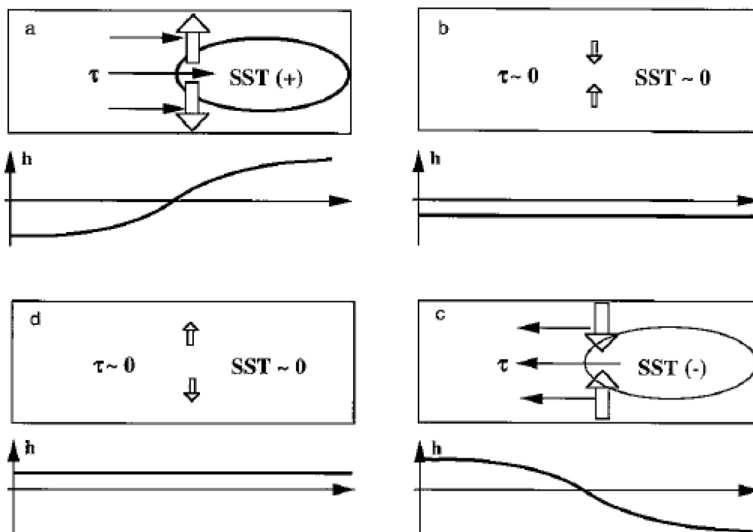 a
τ SST (+)
h
b
τ ~ 0 SST ~ 0
h
d
τ ~ 0 SST ~ 0
h
c
τ SST (-)
h